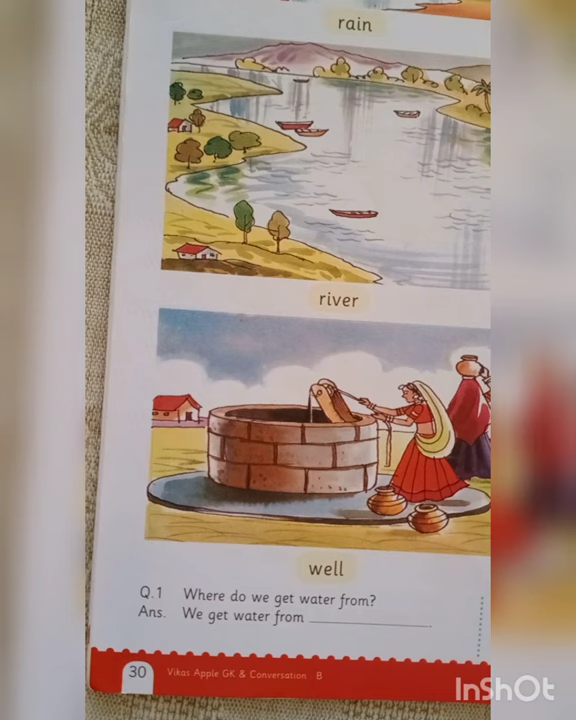 rain
river
well
Q.1 Where do we get water from?
Ans. We get water from
30 Vikas Apple GK & Conversation B
InShOt